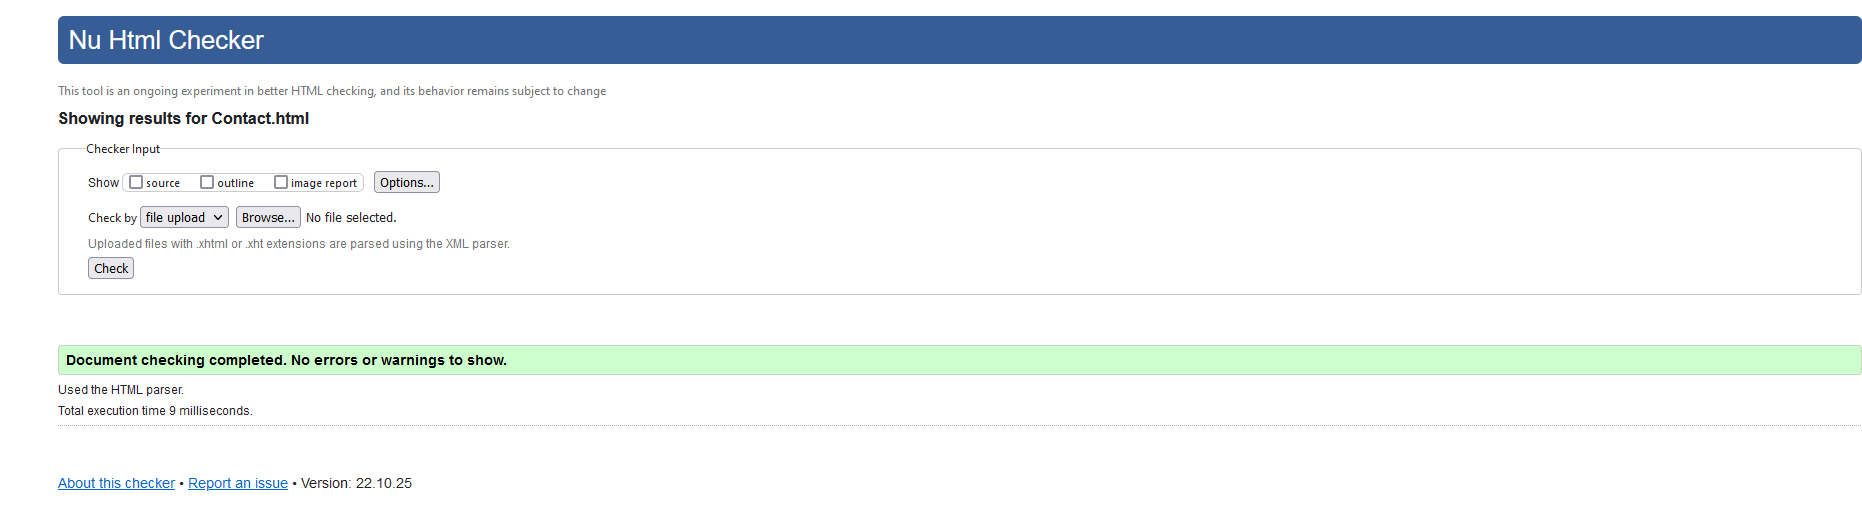 Nu Html Checker
This tool is an ongoing experiment in better HTML checking, and its behavior remains subject to change
Showing results for Contact.html
Checker Input
Show source outline image report Options...
Check by file upload Browse... No file selected.
Uploaded files with .xhtml or .xht extensions are parsed using the XML parser.
Check
Document checking completed. No errors or warnings to show.
Used the HTML parser.
Total execution time 9 milliseconds.
About this checker • Report an issue • Version: 22.10.25